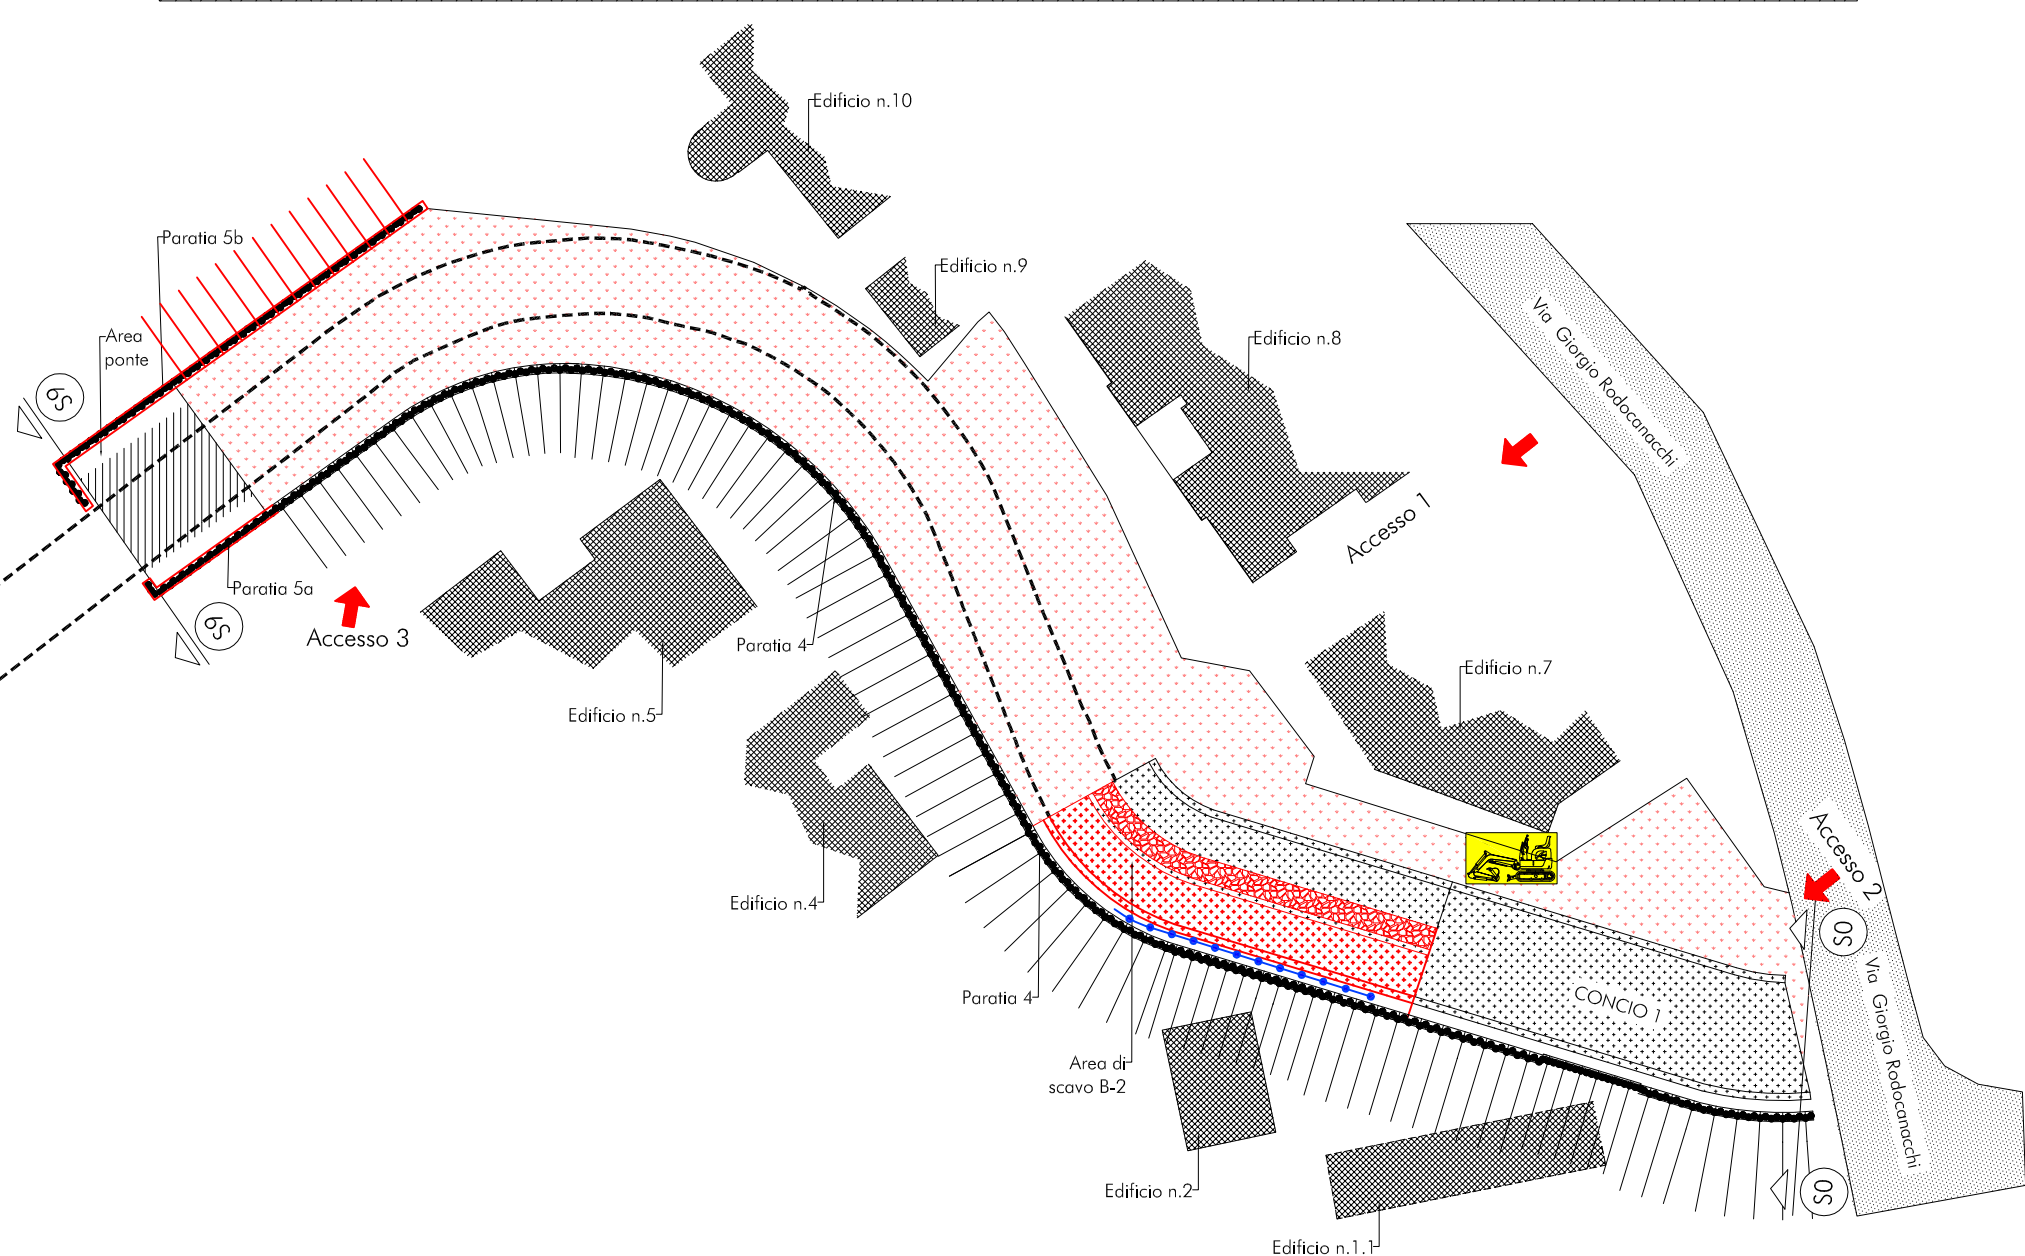 Edificio n.10
Paratia 5b
Edificio n.9
Via Giorgio Rodocanacchi
Area
ponte
Edificio n.8
S9
Accesso 1
Paratia 5a
S9
Accesso 3
Paratia 4
Edificio n.7
Edificio n.5
Accesso 2
Edificio n.4
S0
Via Giorgio Rodocanacchi
Paratia 4
CONCIO 1
Area di
scavo B-2
Edificio n.2
S0
Edificio n.1.1